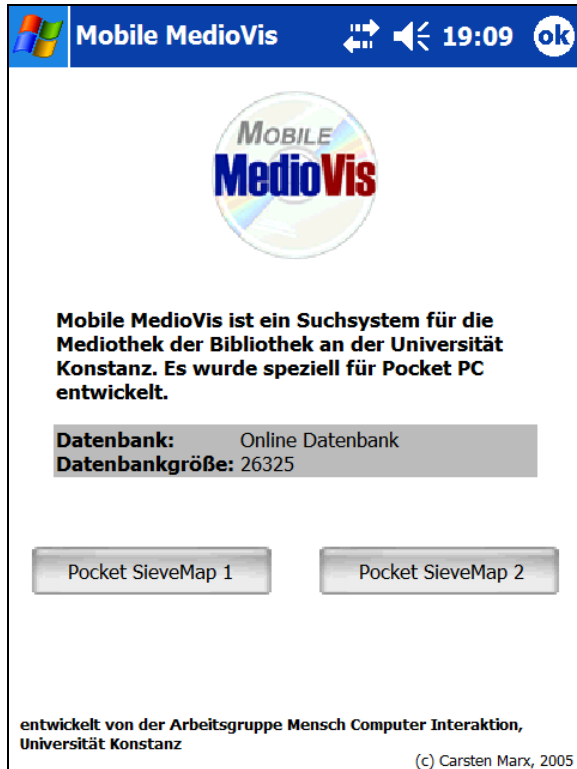 Mobile MedioVis 19:09 ok
MOBILE
MedioVis
Mobile MedioVis ist ein Suchsystem für die
Mediothek der Bibliothek an der Universität
Konstanz. Es wurde speziell für Pocket PC
entwickelt.
Datenbank: Online Datenbank
Datenbankgröße: 26325
Pocket SieveMap 1 Pocket SieveMap 2
entwickelt von der Arbeitsgruppe Mensch Computer Interaktion,
Universität Konstanz
(c) Carsten Marx, 2005